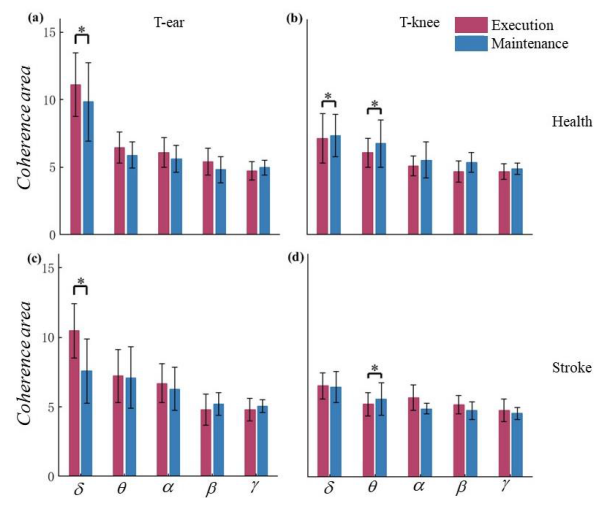 (a) T-ear (b) T-knee
Execution
Maintenance
15
10
5
0
Coherence area
* * *
Health
(c) (d)
15
10
5
0
Coherence area
* *
Stroke
δ θ α β γ δ θ α β γ